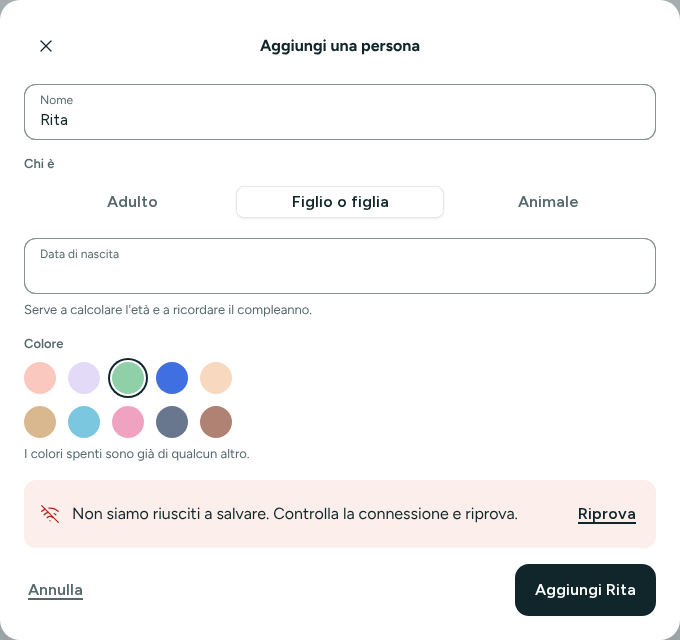 Aggiungi una persona
Nome
Rita
Chi è
Adulto
Figlio o figlia
Animale
Data di nascita
Serve a calcolare l'età e a ricordare il compleanno.
Colore
I colori spenti sono già di qualcun altro.
Non siamo riusciti a salvare. Controlla la connessione e riprova.
Riprova
Annulla
Aggiungi Rita